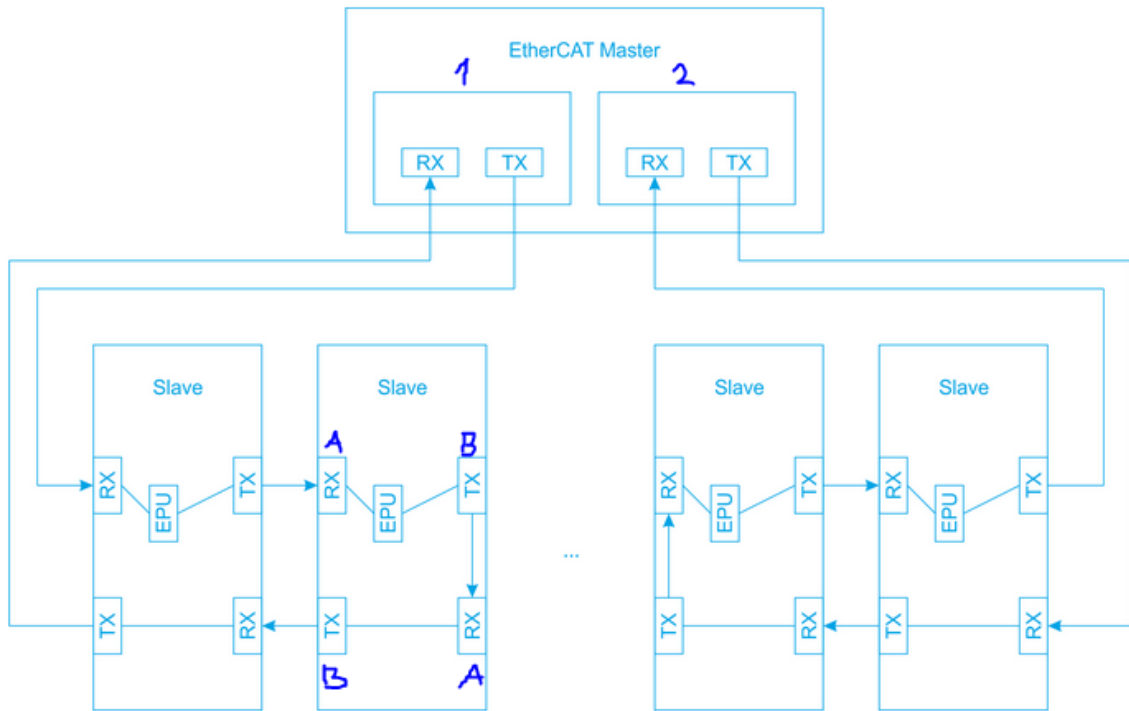 EtherCAT Master
1 2
RX TX RX TX
Slave Slave Slave Slave
A B
RX TX RX TX RX TX RX TX
EPU EPU EPU EPU
...
TX RX TX RX TX RX TX RX
B A